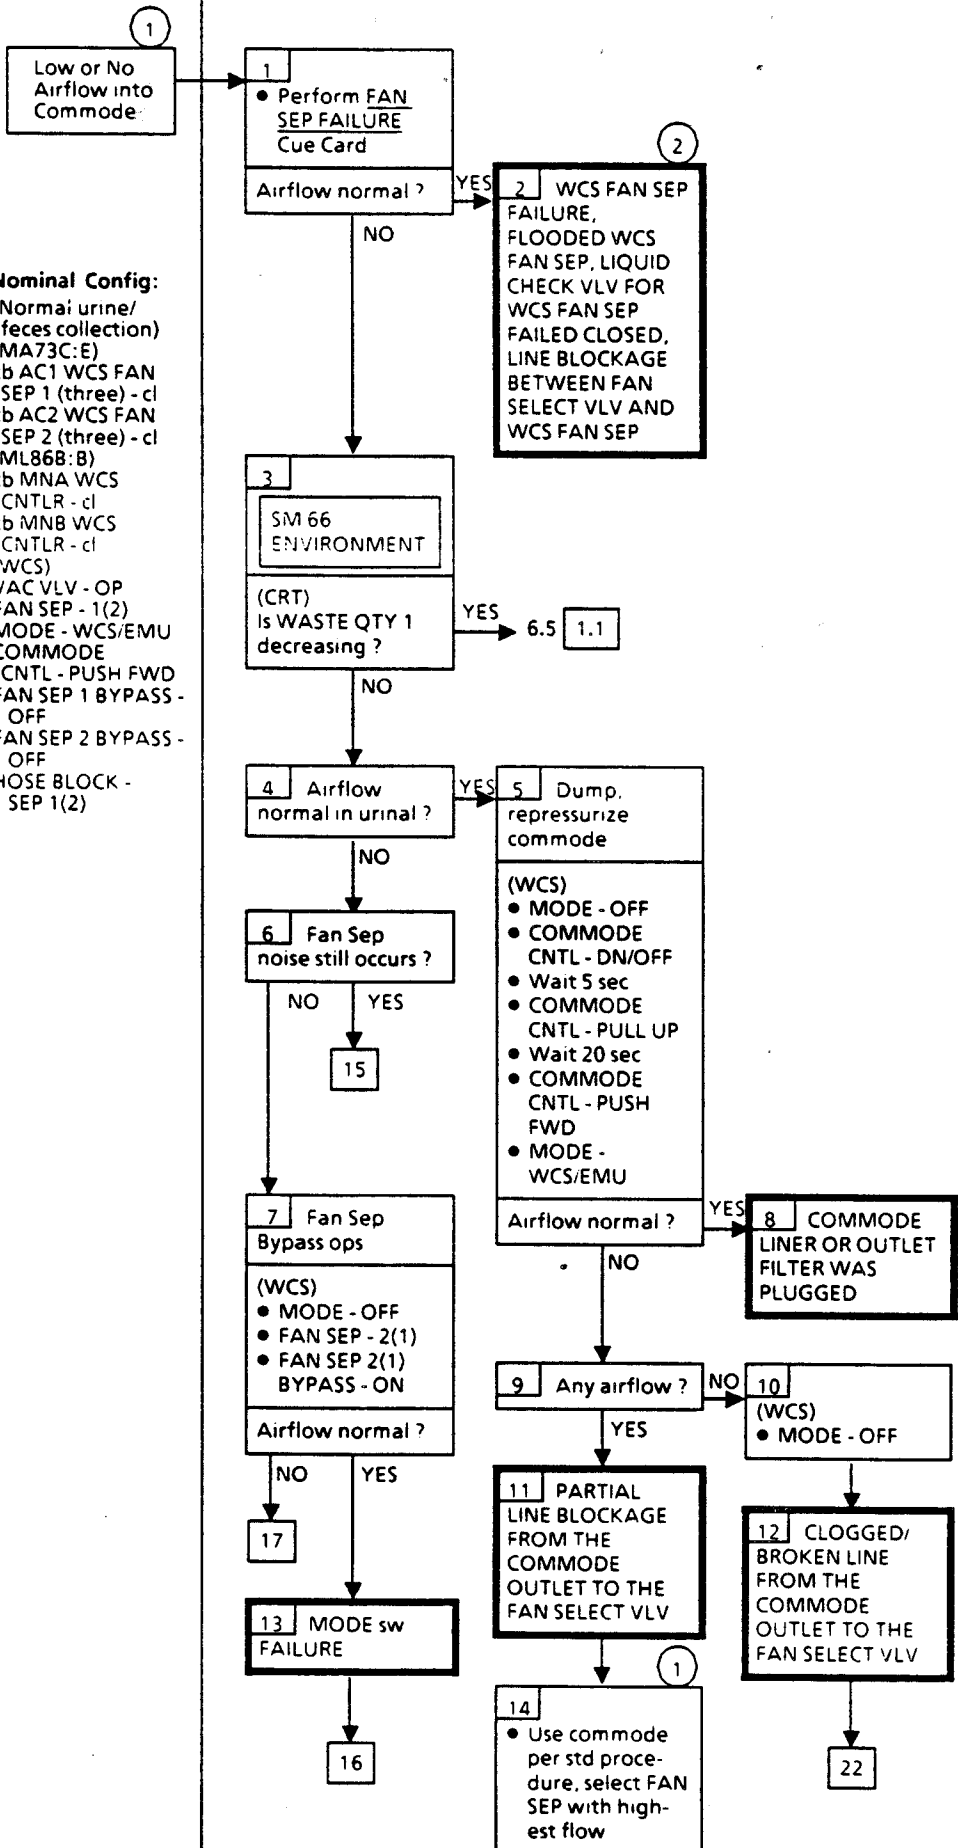 1
Low or No
Airflow into
Commode
Nominal Config:
Normal urine/
feces collection)
MA73C:E)
cb AC1 WCS FAN
SEP 1 (three) - cl
cb AC2 WCS FAN
SEP 2 (three) - cl
ML86B:B)
cb MNA WCS
CNTLR - cl
cb MNB WCS
CNTLR - cl
WCS)
VAC VLV - OP
FAN SEP - 1(2)
MODE - WCS/EMU
COMMODE
CNTL - PUSH FWD
FAN SEP 1 BYPASS -
OFF
FAN SEP 2 BYPASS -
OFF
HOSE BLOCK -
SEP 1(2)
1
• Perform FAN
SEP FAILURE
Cue Card
Airflow normal ?
YES
NO
2
2 WCS FAN SEP
FAILURE,
FLOODED WCS
FAN SEP, LIQUID
CHECK VLV FOR
WCS FAN SEP
FAILED CLOSED,
LINE BLOCKAGE
BETWEEN FAN
SELECT VLV AND
WCS FAN SEP
3
SM 66
ENVIRONMENT
(CRT)
Is WASTE QTY 1
decreasing ?
YES
6.5 1.1
NO
4 Airflow
normal in urinal ?
YES
NO
5 Dump,
repressurize
commode
(WCS)
• MODE - OFF
• COMMODE
CNTL - DN/OFF
• Wait 5 sec
• COMMODE
CNTL - PULL UP
• Wait 20 sec
• COMMODE
CNTL - PUSH
FWD
• MODE -
WCS/EMU
Airflow normal ?
YES
NO
6 Fan Sep
noise still occurs ?
NO YES
15
7 Fan Sep
Bypass ops
(WCS)
• MODE - OFF
• FAN SEP - 2(1)
• FAN SEP 2(1)
BYPASS - ON
Airflow normal ?
NO YES
17
8 COMMODE
LINER OR OUTLET
FILTER WAS
PLUGGED
9 Any airflow ?
NO
YES
10
(WCS)
• MODE - OFF
11 PARTIAL
LINE BLOCKAGE
FROM THE
COMMODE
OUTLET TO THE
FAN SELECT VLV
12 CLOGGED/
BROKEN LINE
FROM THE
COMMODE
OUTLET TO THE
FAN SELECT VLV
13 MODE sw
FAILURE
16
1
14
• Use commode
per std proce-
dure, select FAN
SEP with high-
est flow
22